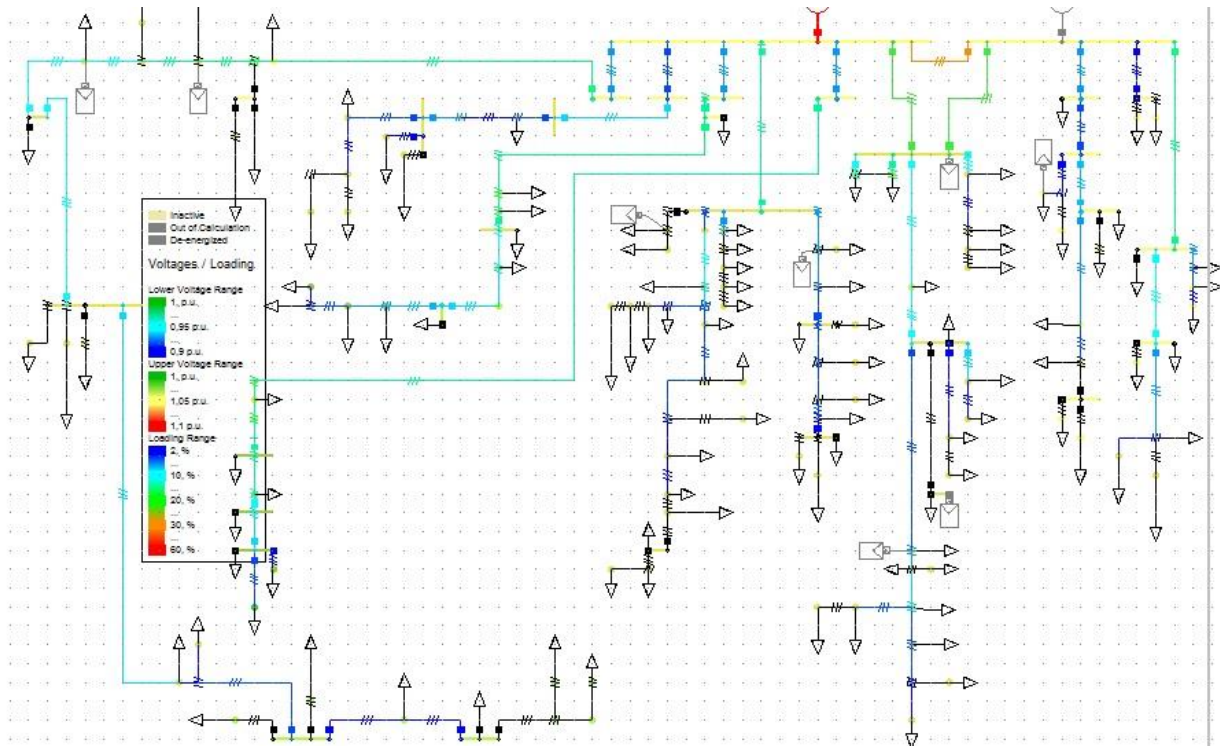 Inactive
Out of Calculation
De-energized
Voltages / Loading
Lower Voltage Range
1, p.u.
...
0,95 p.u.
...
0,9 p.u.
Upper Voltage Range
1, p.u.
...
1,05 p.u.
...
1,1 p.u.
Loading Range
2, %
...
10, %
...
20, %
...
30, %
...
60, %